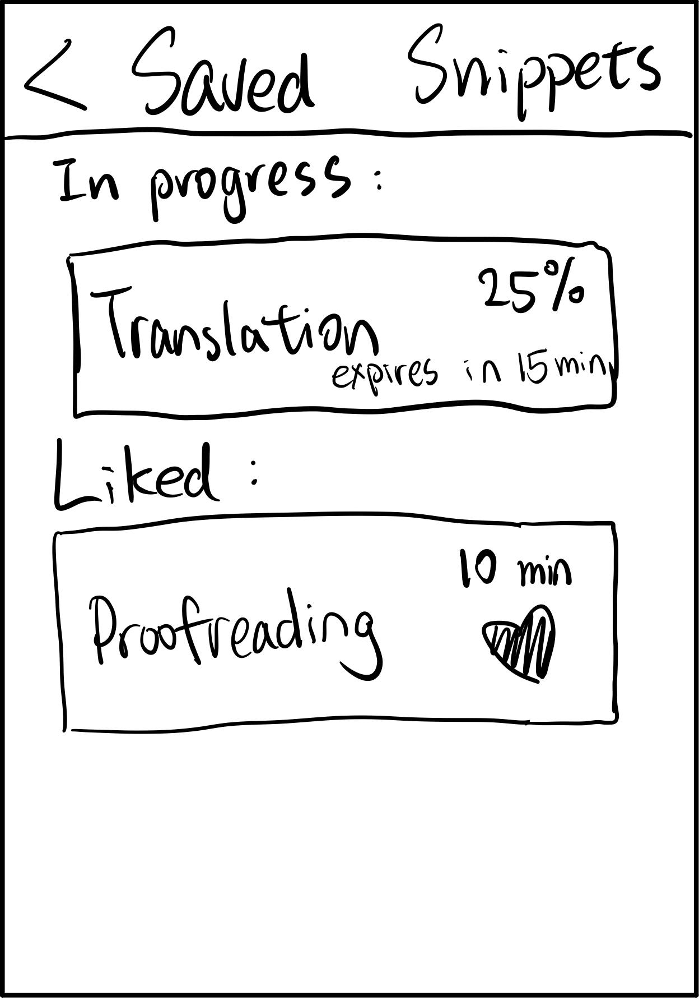 < Saved Snippets
In progress :
25%
Translation
expires in 15 min
Liked :
10 min
Proofreading